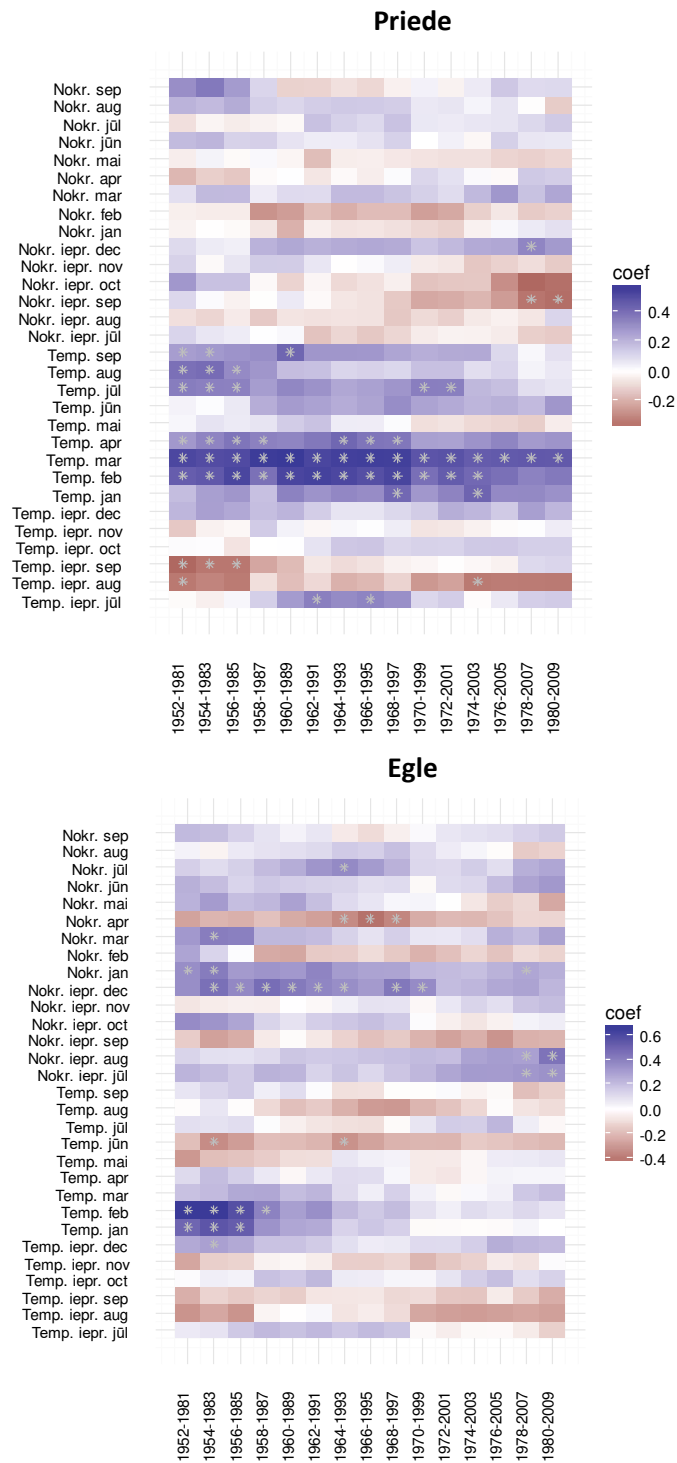 Priede
Nokr. sep
Nokr. aug
Nokr. jūl
Nokr. jūn
Nokr. mai
Nokr. apr
Nokr. mar
Nokr. feb
Nokr. jan
Nokr. iepr. dec
Nokr. iepr. nov
Nokr. iepr. oct
Nokr. iepr. sep
Nokr. iepr. aug
Nokr. iepr. jūl
Temp. sep
Temp. aug
Temp. jūl
Temp. jūn
Temp. mai
Temp. apr
Temp. mar
Temp. feb
Temp. jan
Temp. iepr. dec
Temp. iepr. nov
Temp. iepr. oct
Temp. iepr. sep
Temp. iepr. aug
Temp. iepr. jūl
coef
0.4
0.2
0.0
-0.2
1952-1981
1954-1983
1956-1985
1958-1987
1960-1989
1962-1991
1964-1993
1966-1995
1968-1997
1970-1999
1972-2001
1974-2003
1976-2005
1978-2007
1980-2009
Egle
Nokr. sep
Nokr. aug
Nokr. jūl
Nokr. jūn
Nokr. mai
Nokr. apr
Nokr. mar
Nokr. feb
Nokr. jan
Nokr. iepr. dec
Nokr. iepr. nov
Nokr. iepr. oct
Nokr. iepr. sep
Nokr. iepr. aug
Nokr. iepr. jūl
Temp. sep
Temp. aug
Temp. jūl
Temp. jūn
Temp. mai
Temp. apr
Temp. mar
Temp. feb
Temp. jan
Temp. iepr. dec
Temp. iepr. nov
Temp. iepr. oct
Temp. iepr. sep
Temp. iepr. aug
Temp. iepr. jūl
coef
0.6
0.4
0.2
0.0
-0.2
-0.4
1952-1981
1954-1983
1956-1985
1958-1987
1960-1989
1962-1991
1964-1993
1966-1995
1968-1997
1970-1999
1972-2001
1974-2003
1976-2005
1978-2007
1980-2009